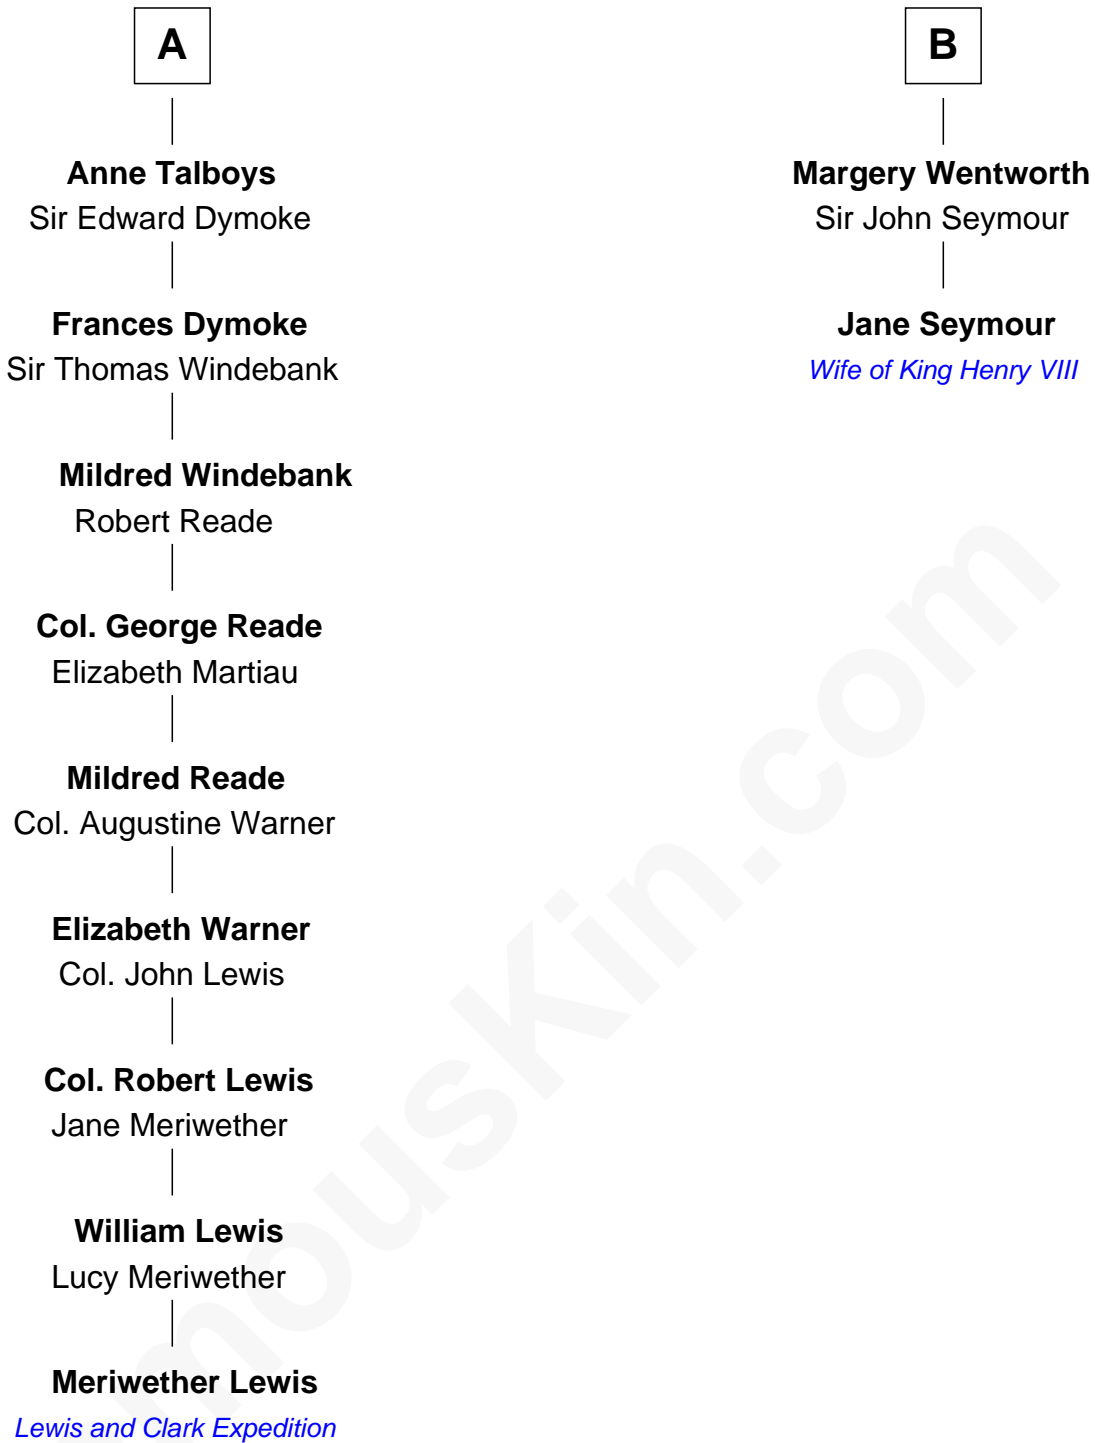 A
Anne Talboys
Sir Edward Dymoke
Frances Dymoke
Sir Thomas Windebank
Mildred Windebank
Robert Reade
Col. George Reade
Elizabeth Martiau
Mildred Reade
Col. Augustine Warner
Elizabeth Warner
Col. John Lewis
Col. Robert Lewis
Jane Meriwether
William Lewis
Lucy Meriwether
Meriwether Lewis
Lewis and Clark Expedition
B
Margery Wentworth
Sir John Seymour
Jane Seymour
Wife of King Henry VIII
mouskin.com